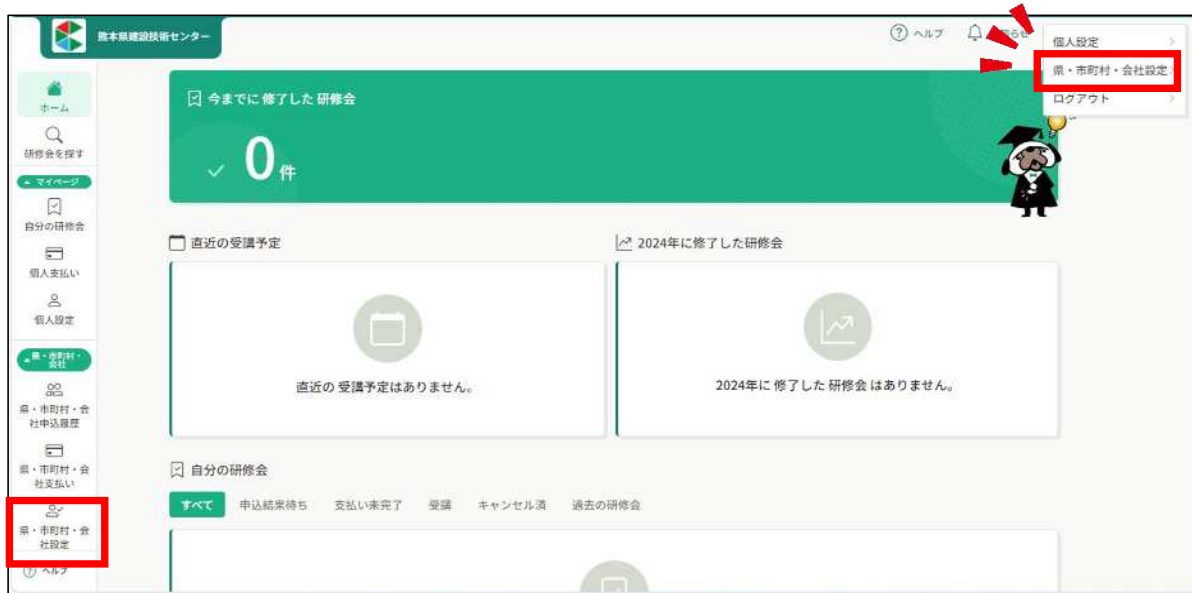 熊本県建設技術センター
ヘルプ
個人設定
県・市町村・会社設定
ログアウト
ホーム
研修会を探す
マイページ
自分の研修会
個人支払い
個人設定
県・市町村・
会社
県・市町村・会
社申込履歴
県・市町村・会
社支払い
県・市町村・会
社設定
ヘルプ
今までに修了した研修会
0件
直近の受講予定
直近の 受講予定はありません。
2024年に修了した研修会
2024年に 修了した 研修会 はありません。
自分の研修会
すべて 申込結果待ち 支払い未完了 受講 キャンセル済 過去の研修会